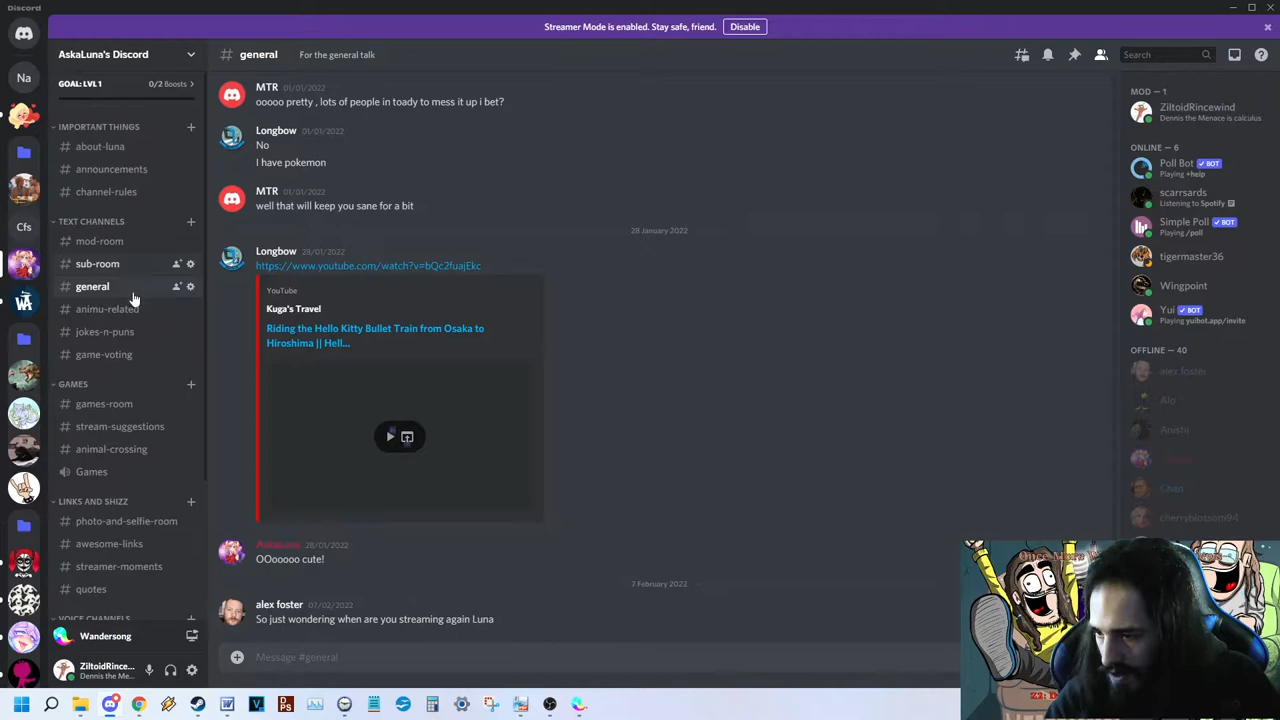 Discord
Streamer Mode is enabled. Stay safe, friend.
Disable
Na
Cfs
AskaLuna's Discord
GOAL: LVL 1
0/2 Boosts
IMPORTANT THINGS
about-luna
announcements
channel-rules
TEXT CHANNELS
mod-room
sub-room
general
animu-related
jokes-n-puns
game-voting
GAMES
games-room
stream-suggestions
animal-crossing
Games
LINKS AND SHIZZ
photo-and-selfie-room
awesome-links
streamer-moments
quotes
VOICE CHANNELS
Wandersong
ZiltoidRince...
Dennis the Me...
# general
For the general talk
Search
MTR 01/01/2022
ooooo pretty , lots of people in toady to mess it up i bet?
Longbow 01/01/2022
No
I have pokemon
MTR 01/01/2022
well that will keep you sane for a bit
28 January 2022
Longbow 28/01/2022
https://www.youtube.com/watch?v=bQc2fuajEkc
YouTube
Kuga's Travel
Riding the Hello Kitty Bullet Train from Osaka to
Hiroshima || Hell...
AskaLuna 28/01/2022
OOooooo cute!
7 February 2022
alex foster 07/02/2022
So just wondering when are you streaming again Luna
Message #general
MOD — 1
ZiltoidRincewind
Dennis the Menace is calculus
ONLINE — 6
Poll Bot ✔ BOT
Playing +help
scarrsards
Listening to Spotify
Simple Poll ✔ BOT
Playing /poll
tigermaster36
Wingpoint
Yui ✔ BOT
Playing yuibot.app/invite
OFFLINE — 40
alex foster
Alo
Anishi
Chen
cherryblossom94
Once More